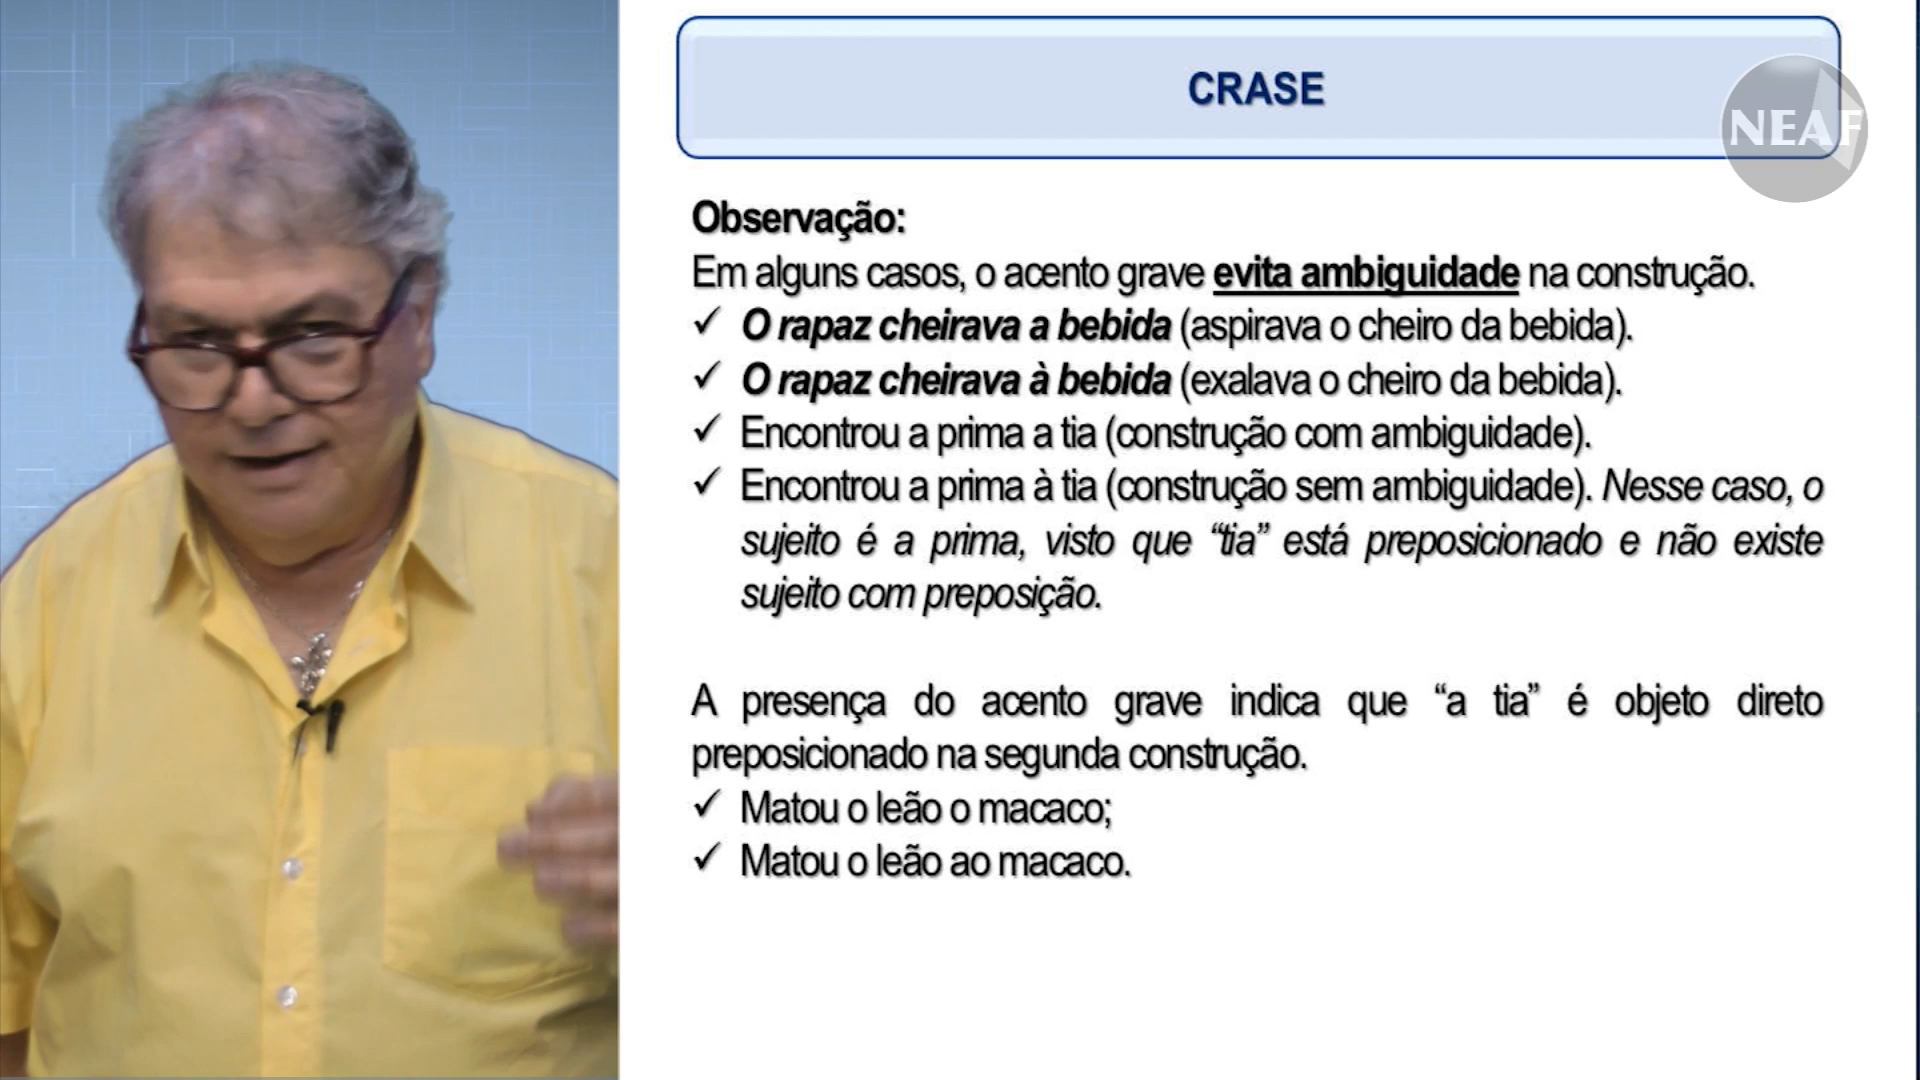 CRASE
NEAF
Observação:
Em alguns casos, o acento grave evita ambiguidade na construção.
✓ O rapaz cheirava a bebida (aspirava o cheiro da bebida).
✓ O rapaz cheirava à bebida (exalava o cheiro da bebida).
✓ Encontrou a prima a tia (construção com ambiguidade).
✓ Encontrou a prima à tia (construção sem ambiguidade). Nesse caso, o
sujeito é a prima, visto que “tia” está preposicionado e não existe
sujeito com preposição.
A presença do acento grave indica que “a tia” é objeto direto
preposicionado na segunda construção.
✓ Matou o leão o macaco;
✓ Matou o leão ao macaco.